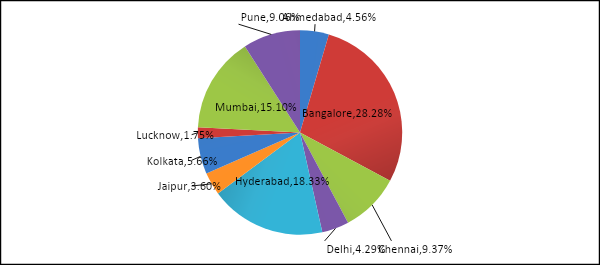 Pune,9.06%
Ahmedabad,4.56%
Bangalore,28.28%
Mumbai,15.10%
Lucknow,1.75%
Kolkata,5.66%
Jaipur,3.60%
Hyderabad,18.33%
Delhi,4.29%
Chennai,9.37%